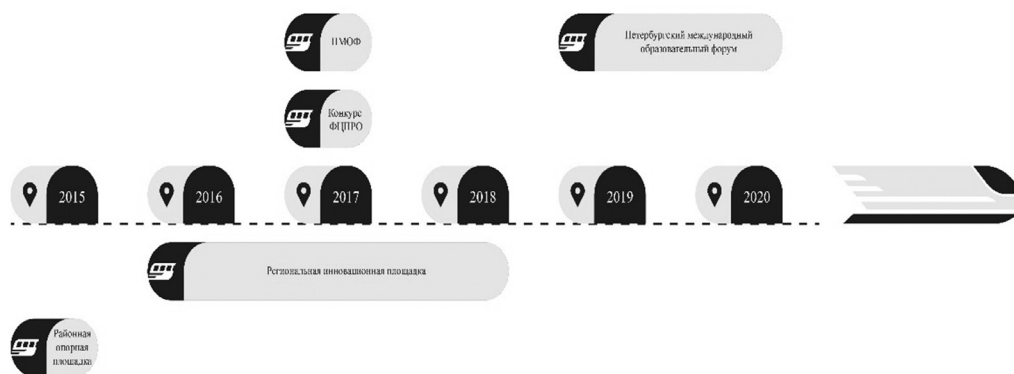 ПМОФ
Петербургский международный
образовательный форум
Конкурс
ФЦПРО
2015
2016
2017
2018
2019
2020
Региональная инновационная площадка
Районная
опорная
площадка